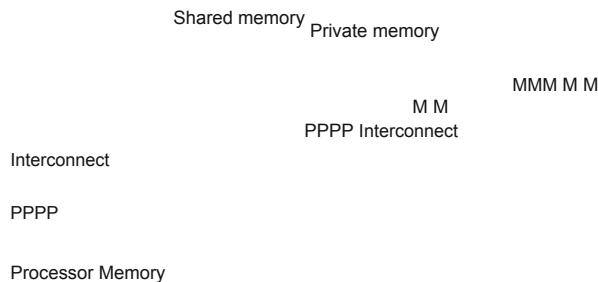 Shared memory Private memory
MMM M M
M M
PPPP Interconnect
Interconnect
PPPP
Processor Memory